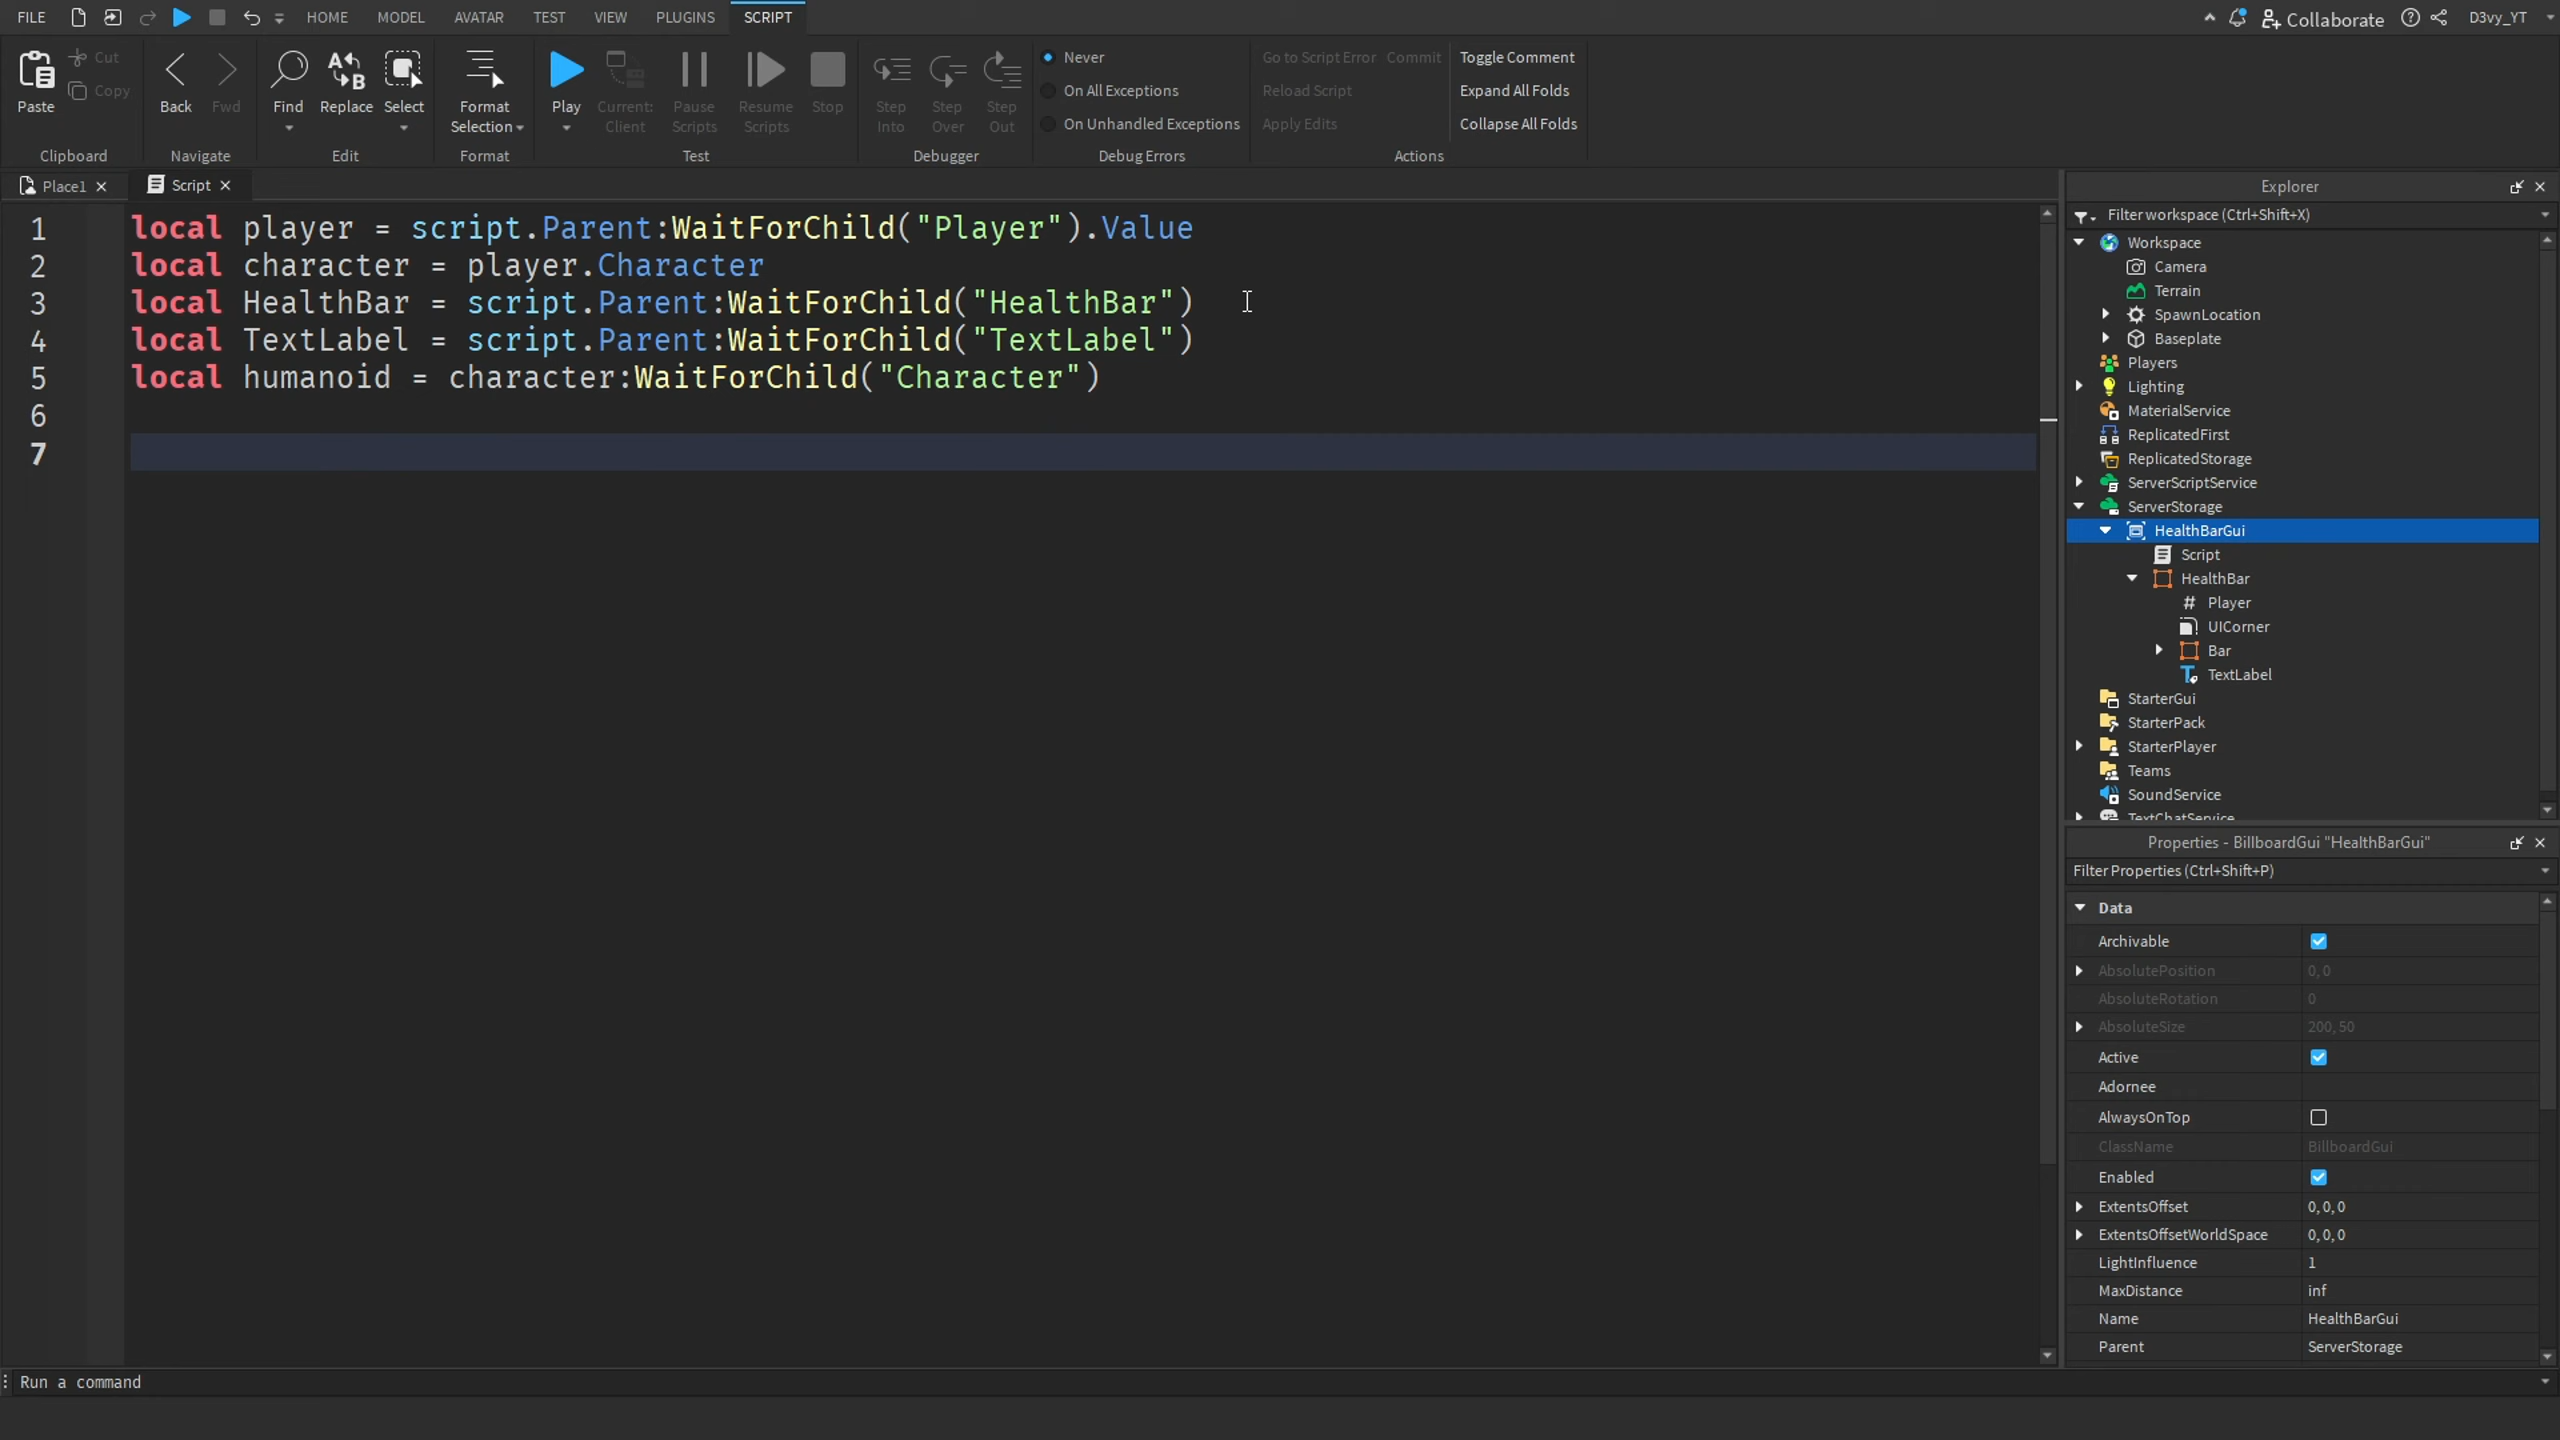 FILE HOME MODEL AVATAR TEST VIEW PLUGINS SCRIPT Collaborate D3vy_YT
Paste Cut Copy
Clipboard
Back Fwd
Navigate
Find Replace Select
Edit
Format Selection
Format
Play Current: Client Pause Scripts Resume Scripts Stop
Test
Step Into Step Over Step Out
Debugger
Never
On All Exceptions
On Unhandled Exceptions
Debug Errors
Go to Script Error Commit
Reload Script
Apply Edits
Toggle Comment
Expand All Folds
Collapse All Folds
Actions
Place1 Script
1 local player = script.Parent:WaitForChild("Player").Value
2 local character = player.Character
3 local HealthBar = script.Parent:WaitForChild("HealthBar")
4 local TextLabel = script.Parent:WaitForChild("TextLabel")
5 local humanoid = character:WaitForChild("Character")
6
7
Explorer
Filter workspace (Ctrl+Shift+X)
Workspace
Camera
Terrain
SpawnLocation
Baseplate
Players
Lighting
MaterialService
ReplicatedFirst
ReplicatedStorage
ServerScriptService
ServerStorage
HealthBarGui
Script
HealthBar
Player
UICorner
Bar
TextLabel
StarterGui
StarterPack
StarterPlayer
Teams
SoundService
TextChatService
Properties - BillboardGui "HealthBarGui"
Filter Properties (Ctrl+Shift+P)
Data
Archivable
AbsolutePosition 0, 0
AbsoluteRotation 0
AbsoluteSize 200, 50
Active
Adornee
AlwaysOnTop
ClassName BillboardGui
Enabled
ExtentsOffset 0, 0, 0
ExtentsOffsetWorldSpace 0, 0, 0
LightInfluence 1
MaxDistance inf
Name HealthBarGui
Parent ServerStorage
Run a command